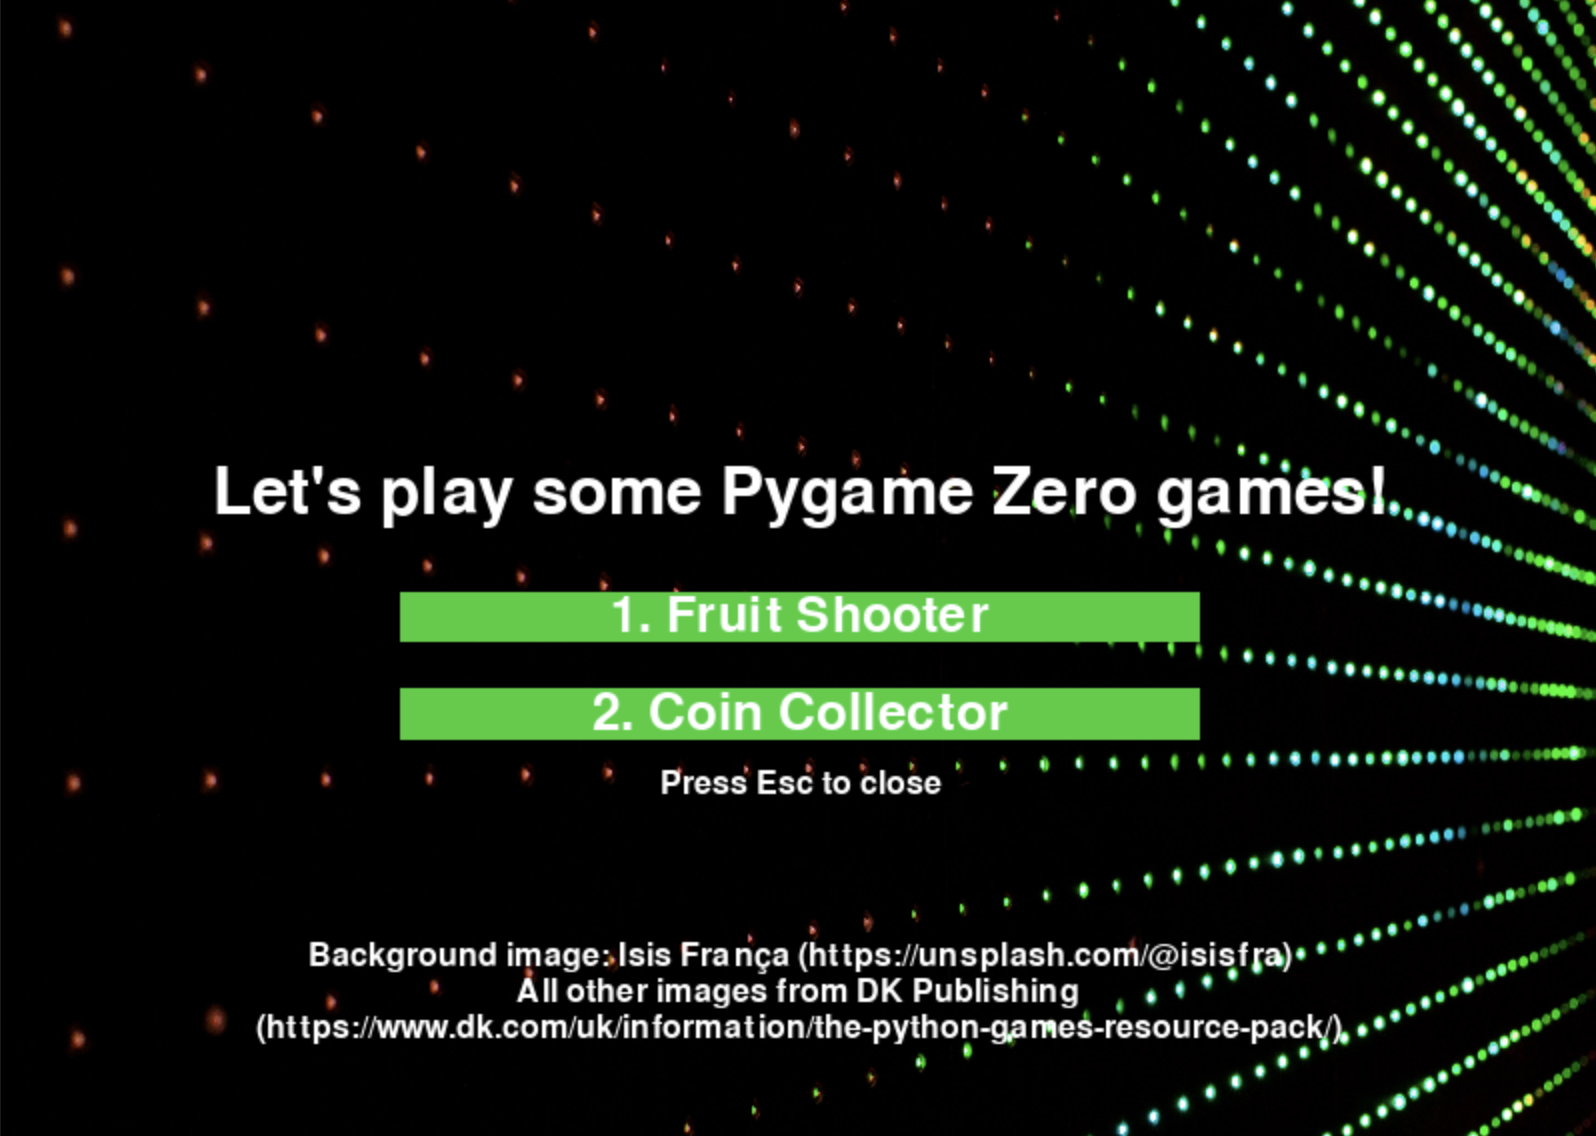 Let's play some Pygame Zero games!
1. Fruit Shooter
2. Coin Collector
Press Esc to close
Background image: Isis França (https://unsplash.com/@isisfra)
All other images from DK Publishing
(https://www.dk.com/uk/information/the-python-games-resource-pack/)